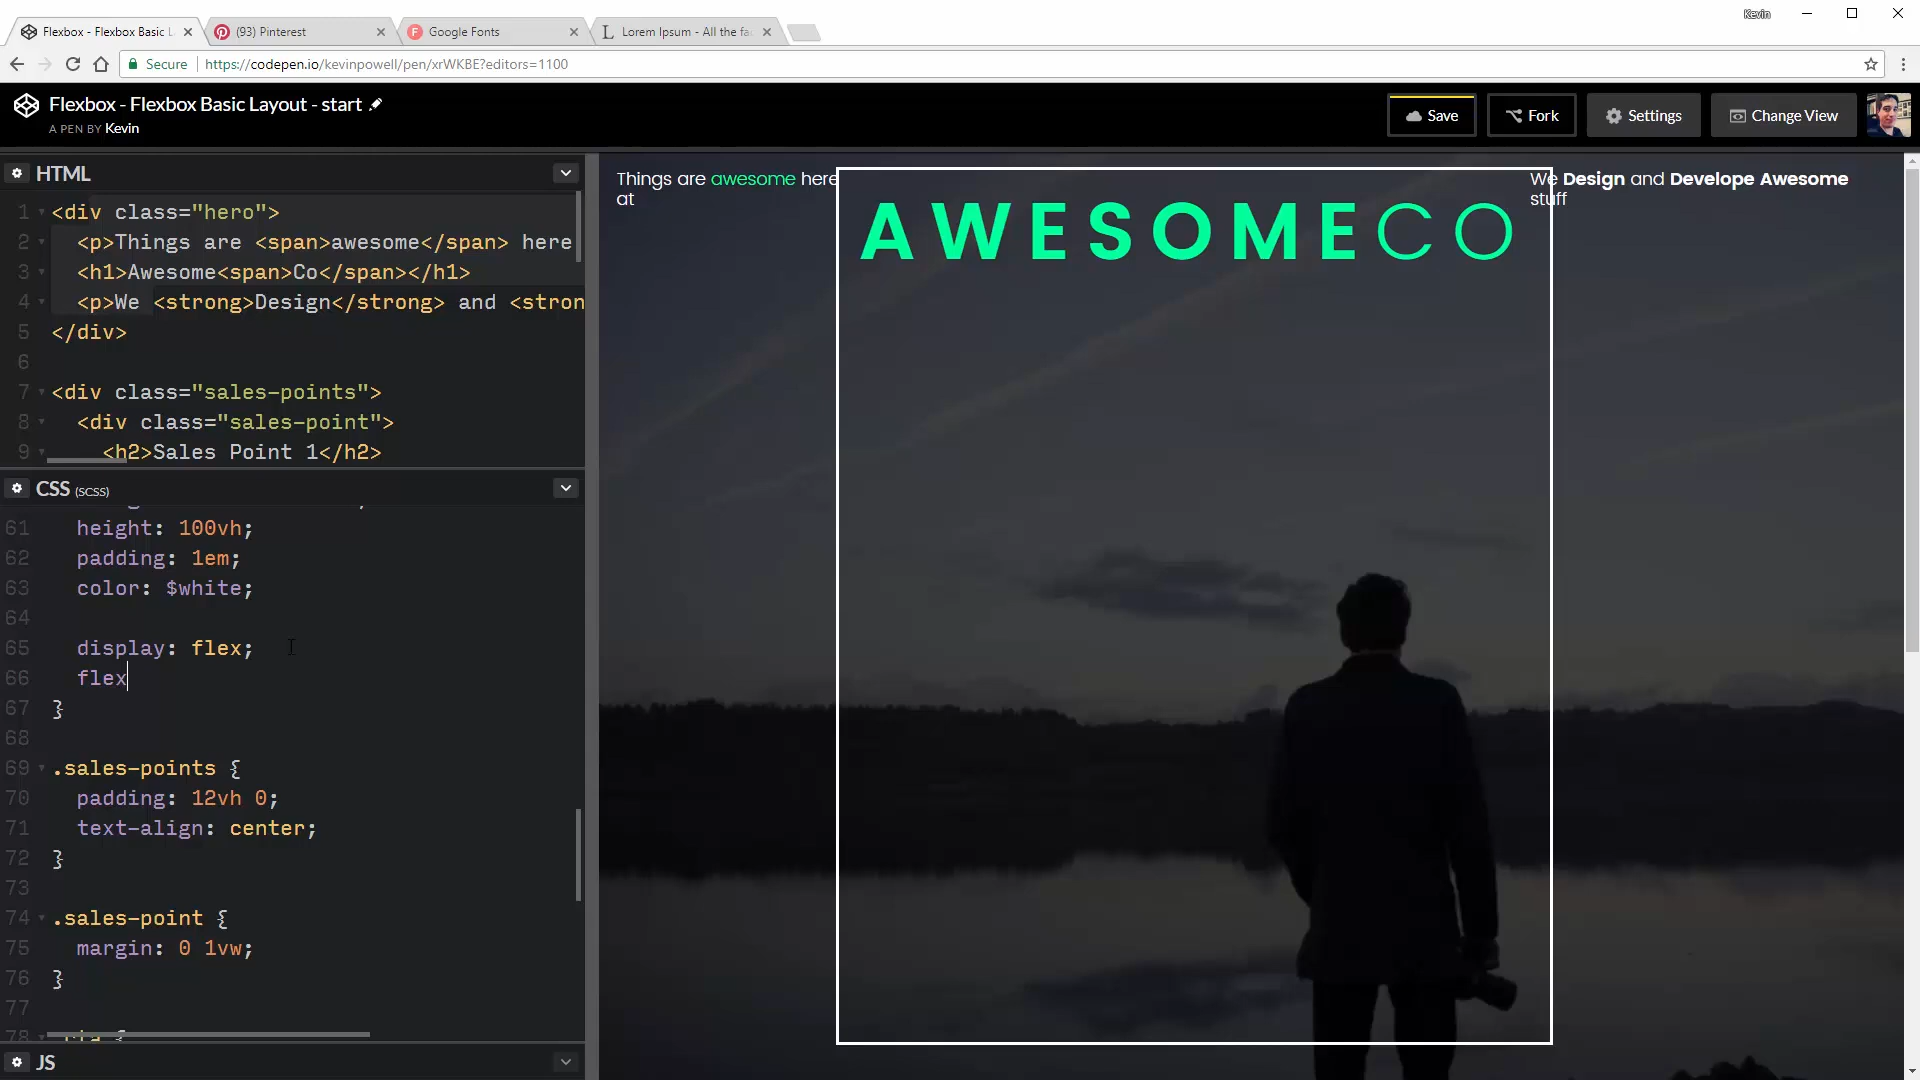 Kevin
Flexbox - Flexbox Basic L
(93) Pinterest
Google Fonts
Lorem Ipsum - All the fa
Secure
https://codepen.io/kevinpowell/pen/xrWKBE?editors=1100
Flexbox - Flexbox Basic Layout - start
A PEN BY Kevin
Save
Fork
Settings
Change View
HTML
1 <div class="hero">
2 <p>Things are <span>awesome</span> here
3 <h1>Awesome<span>Co</span></h1>
4 <p>We <strong>Design</strong> and <stron
5 </div>
6
7 <div class="sales-points">
8 <div class="sales-point">
9 <h2>Sales Point 1</h2>
CSS (SCSS)
61 height: 100vh;
62 padding: 1em;
63 color: $white;
64
65 display: flex;
66 flex
67 }
68
69 .sales-points {
70 padding: 12vh 0;
71 text-align: center;
72 }
73
74 .sales-point {
75 margin: 0 1vw;
76 }
77
78 .cta {
JS
Things are awesome here
at
AWESOMECO
We Design and Develope Awesome
stuff